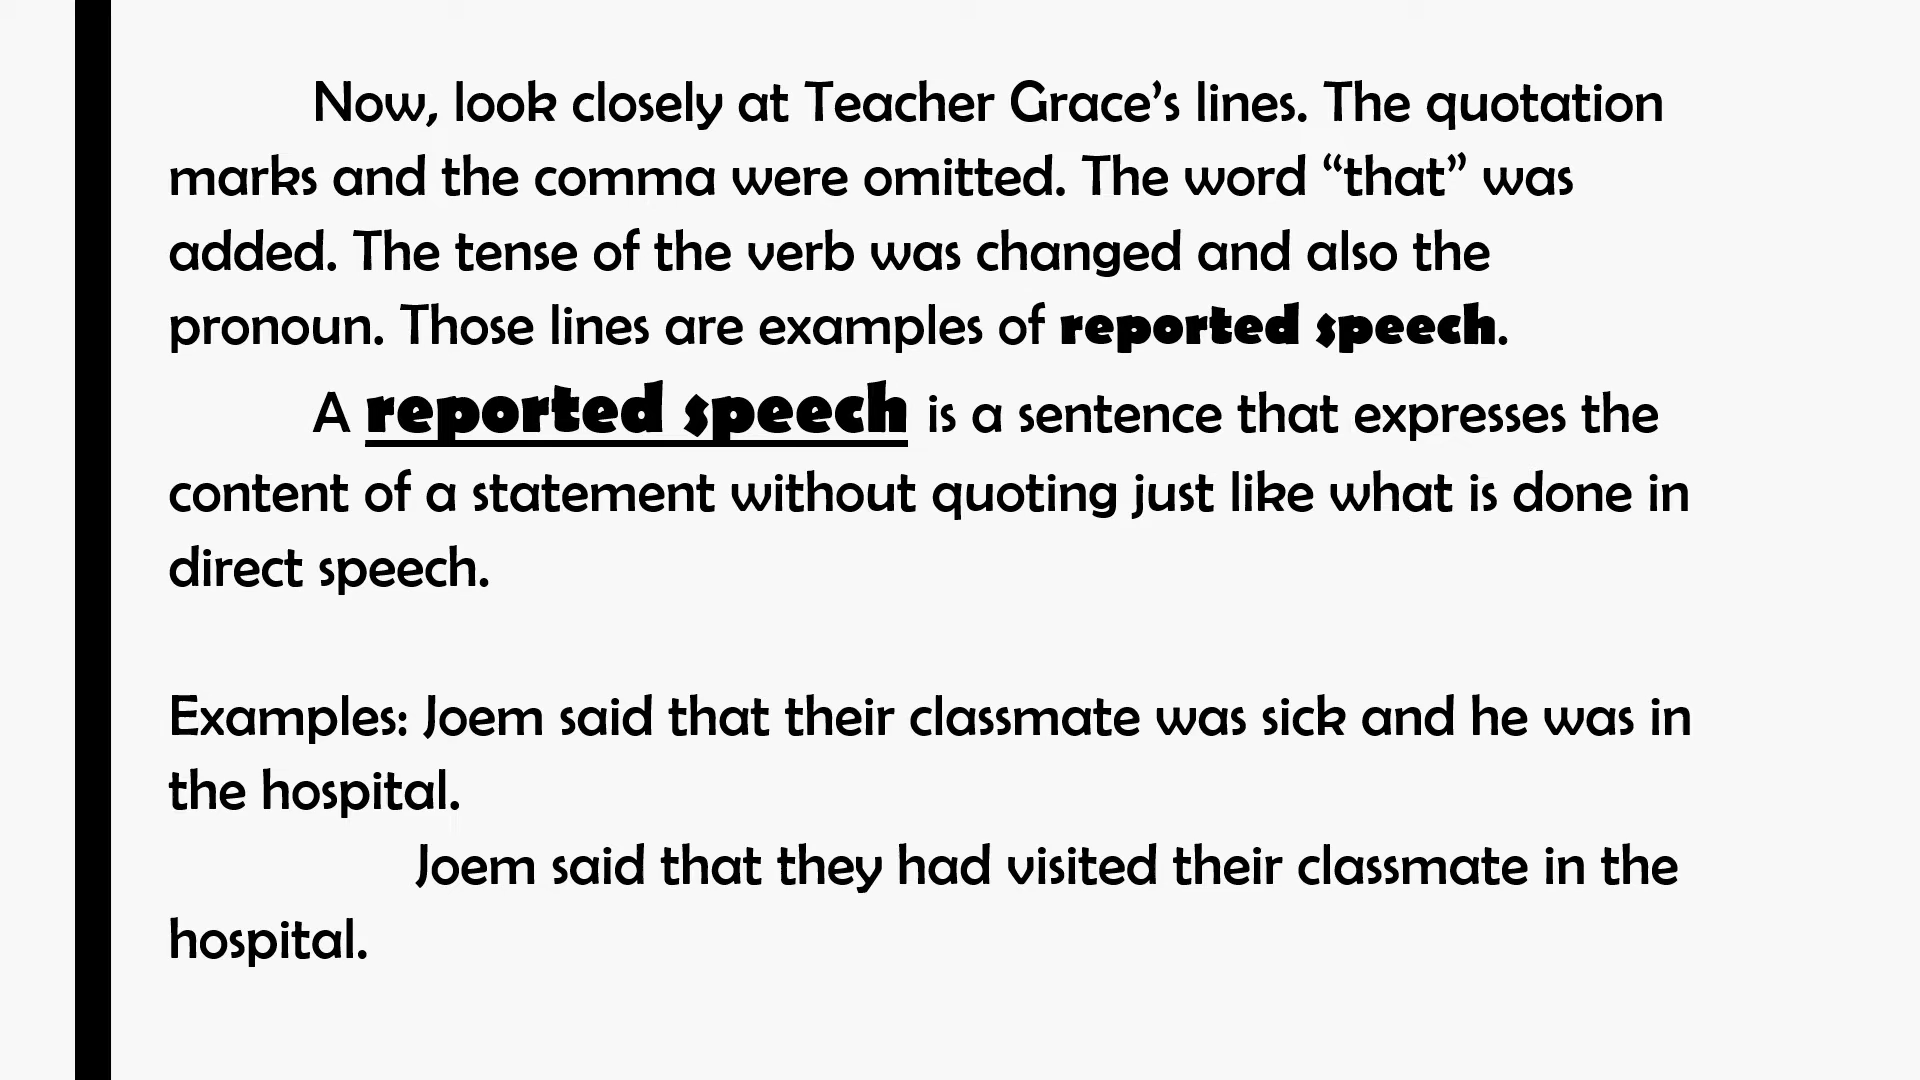 Now, look closely at Teacher Grace’s lines. The quotation
marks and the comma were omitted. The word “that” was
added. The tense of the verb was changed and also the
pronoun. Those lines are examples of reported speech.
A reported speech is a sentence that expresses the
content of a statement without quoting just like what is done in
direct speech.
Examples: Joem said that their classmate was sick and he was in
the hospital.
Joem said that they had visited their classmate in the
hospital.